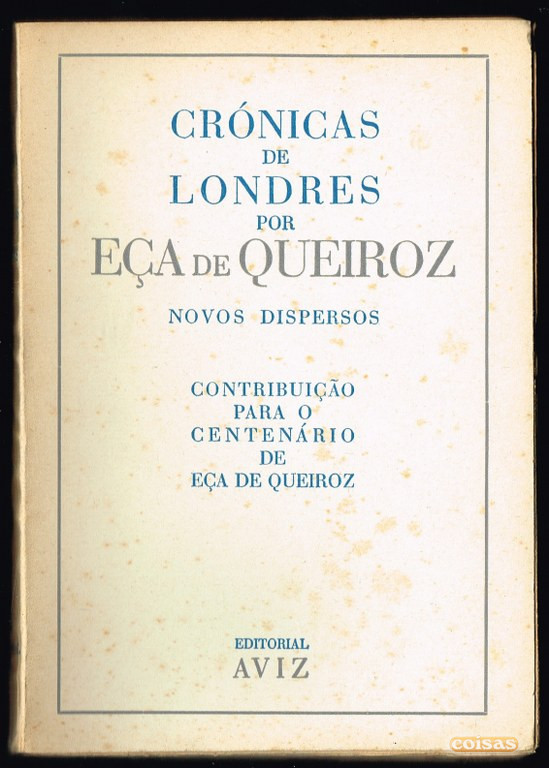 CRÓNICAS
DE
LONDRES
POR
EÇA DE QUEIROZ
NOVOS DISPERSOS
CONTRIBUIÇÃO
PARA O
CENTENÁRIO
DE
EÇA DE QUEIROZ
EDITORIAL
AVIZ
coisas